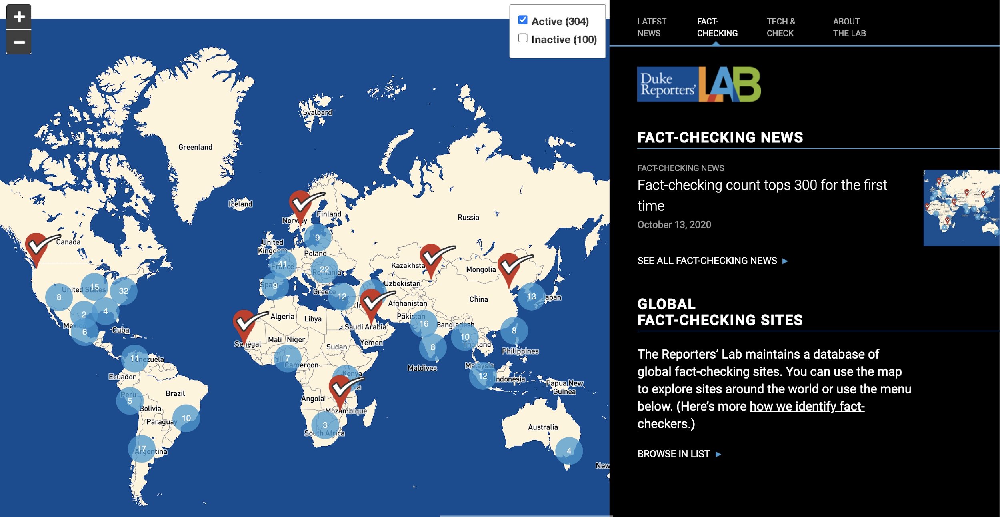 +
−
Active (304)
Inactive (100)
Svalbard
Greenland
Iceland
Finland
Norway
Russia
Canada
United
Kingdom
9
Poland
41
France
22
Romania
Kazakhsta
Mongolia
Spa
9
Uzbekistan
Greece
12
15
United States
32
8
13
Japan
China
Ir
Afghanistan
2
4
Algeria
Libya
Pakistan
16
Bangladesh
Mexico
6
Cuba
Saudi Arabia
8
Senegal
Mali
Niger
Sudan
Yemen
10
Thailand
8
Philippines
11
Venezuela
7
Cameroon
Maldives
Malaysia
Kenya
Ecuador
nia
12
Indonesia
Papua New
Guinea
Brazil
Peru
5
Angola
Bolivia
Mozambique
10
Paraguay
3
South Africa
Australia
17
Argentina
4
New
LATEST
NEWS
FACT-
CHECKING
TECH &
CHECK
ABOUT
THE LAB
Duke
Reporters'
LAB
FACT-CHECKING NEWS
FACT-CHECKING NEWS
Fact-checking count tops 300 for the first
time
October 13, 2020
SEE ALL FACT-CHECKING NEWS ▶
GLOBAL
FACT-CHECKING SITES
The Reporters’ Lab maintains a database of
global fact-checking sites. You can use the map
to explore sites around the world or use the menu
below. (Here’s more how we identify fact-
checkers.)
BROWSE IN LIST ▶